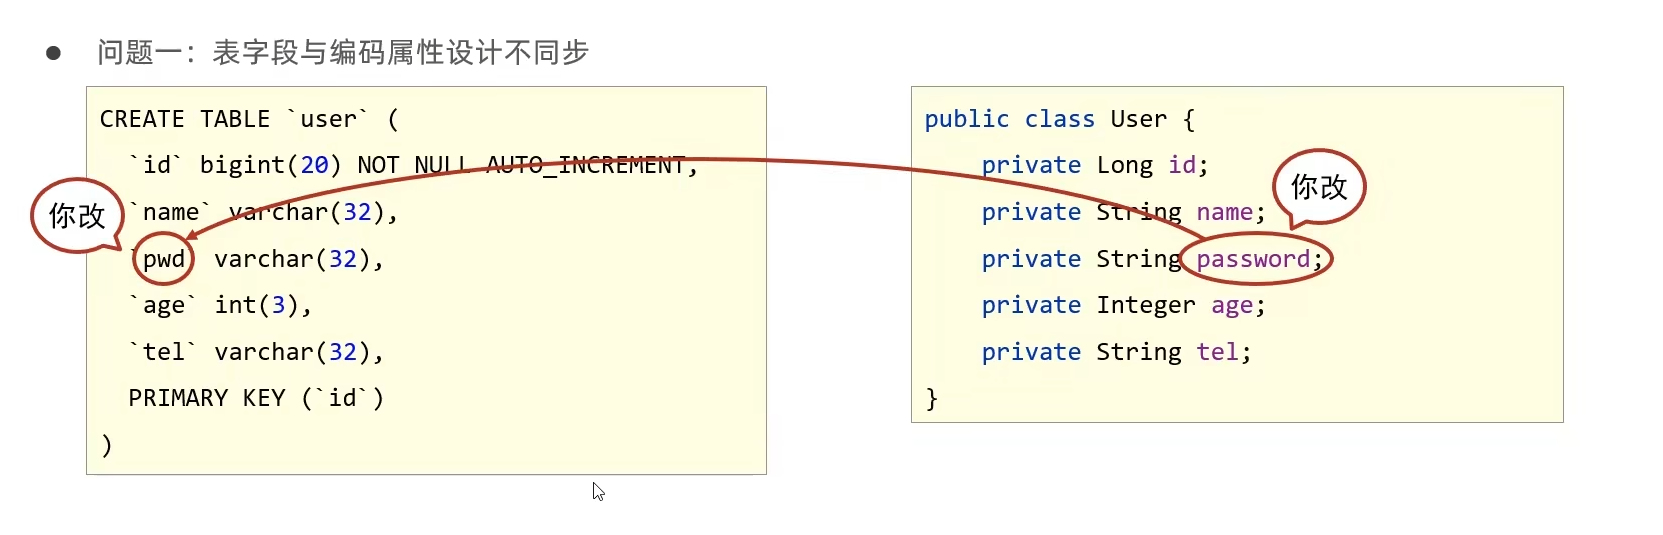 ● 问题一：表字段与编码属性设计不同步
CREATE TABLE `user` (
`id` bigint(20) NOT NULL AUTO_INCREMENT,
`name` varchar(32),
`pwd` varchar(32),
`age` int(3),
`tel` varchar(32),
PRIMARY KEY (`id`)
)
你改
public class User {
private Long id;
private String name;
private String password;
private Integer age;
private String tel;
}
你改